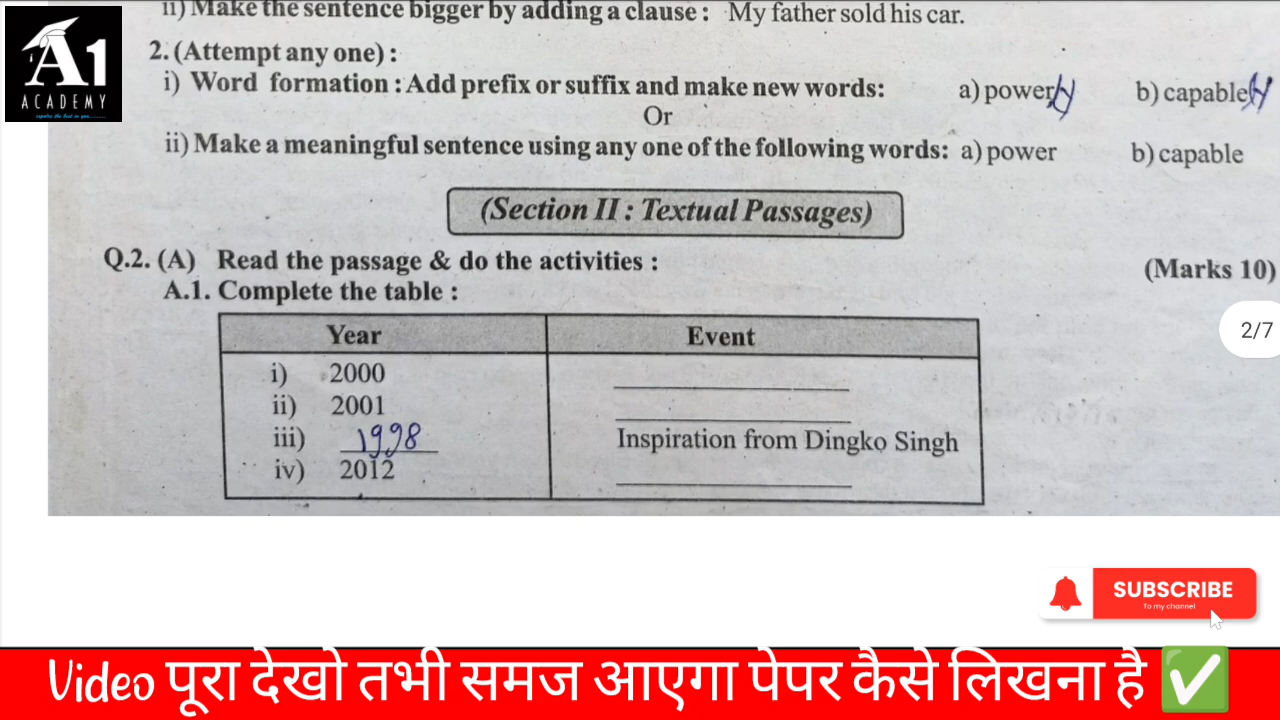 ii) Make the sentence bigger by adding a clause : My father sold his car.
A1
ACADEMY
2. (Attempt any one) :
i) Word formation : Add prefix or suffix and make new words: a) power b) capable
Or
ii) Make a meaningful sentence using any one of the following words: a) power b) capable
(Section II : Textual Passages)
Q.2. (A) Read the passage & do the activities :
(Marks 10)
A.1. Complete the table :
Year Event
i) 2000
ii) 2001
iii) 1998 Inspiration from Dingko Singh
iv) 2012
2/7
SUBSCRIBE
To my channel
Video पूरा देखो तभी समज आएगा पेपर कैसे लिखना है